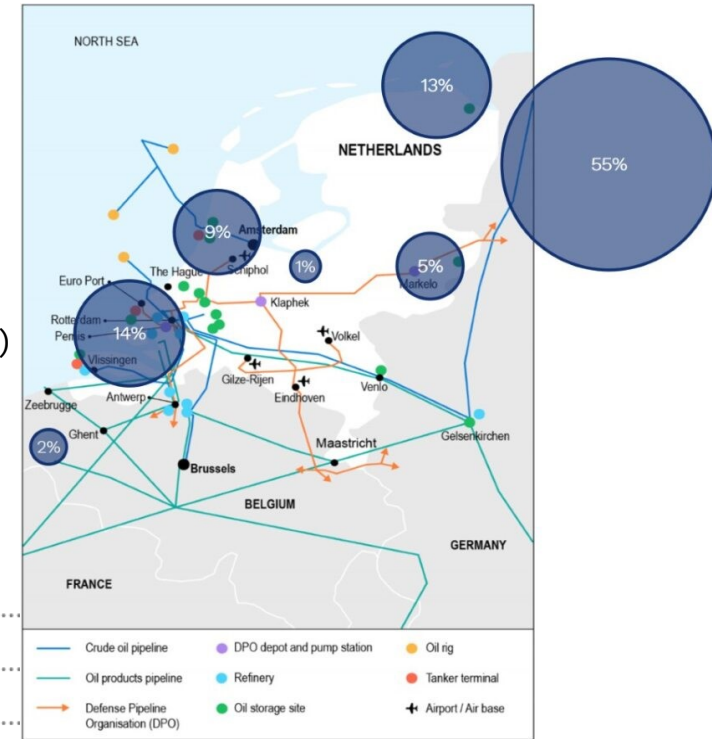 NORTH SEA
13%
NETHERLANDS
55%
9%
Amsterdam
1%
5%
The Hague
Schiphol
Markelo
Euro Port
Klaphek
Rotterdam
14%
Pernis
Volkel
Vlissingen
Gilze-Rijen
Venlo
Zeebrugge
Antwerp
Eindhoven
Ghent
Maastricht
Gelsenkirchen
2%
Brussels
BELGIUM
GERMANY
FRANCE
)
Crude oil pipeline
DPO depot and pump station
Oil rig
Oil products pipeline
Refinery
Tanker terminal
Defense Pipeline
Organisation (DPO)
Oil storage site
Airport / Air base